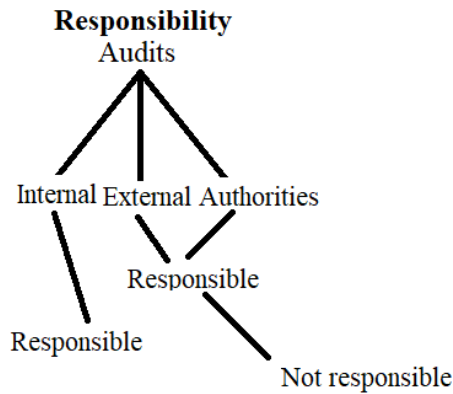 Responsibility
Audits
Internal External Authorities
Responsible
Responsible
Not responsible